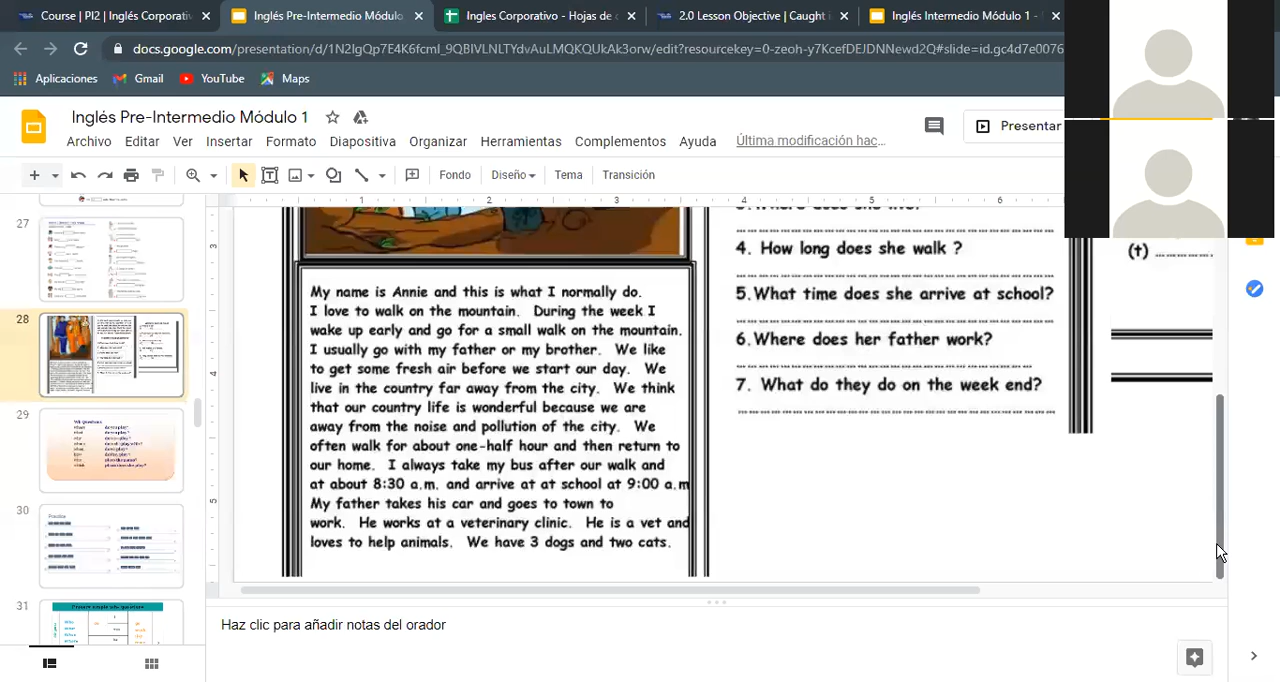 Course | PI2 | Inglés Corporativ
Inglés Pre-Intermedio Módulo
Ingles Corporativo - Hojas de
2.0 Lesson Objective | Caught i
Inglés Intermedio Módulo 1 -
docs.google.com/presentation/d/1N2IgQp7E4K6fcmI_9QBIVLNLTYdvAuLMQKQUkAk3orw/edit?resourcekey=0-zeoh-y7KcefDEJDNNewd2Q#slide=id.gc4d7e0076
Aplicaciones
Gmail
YouTube
Maps
Inglés Pre-Intermedio Módulo 1
Archivo Editar Ver Insertar Formato Diapositiva Organizar Herramientas Complementos Ayuda
Última modificación hac...
Presentar
Fondo Diseño Tema Transición
1 2 3 4 5 6
3
4
5
27
28
29
30
31
Practice
My name is Annie and this is what I normally do.
I love to walk on the mountain. During the week I
wake up early and go for a small walk on the mountain.
I usually go with my father or my brother. We like
to get some fresh air before we start our day. We
live in the country far away from the city. We think
that our country life is wonderful because we are
away from the noise and pollution of the city. We
often walk for about one-half hour and then return to
our home. I always take my bus after our walk and
at about 8:30 a.m. and arrive at at school at 9:00 a.m
My father takes his car and goes to town to
work. He works at a veterinary clinic. He is a vet and
loves to help animals. We have 3 dogs and two cats.
4. How long does she walk ?
5.What time does she arrive at school?
6.Where does her father work?
7. What do they do on the week end?
(t)
Haz clic para añadir notas del orador